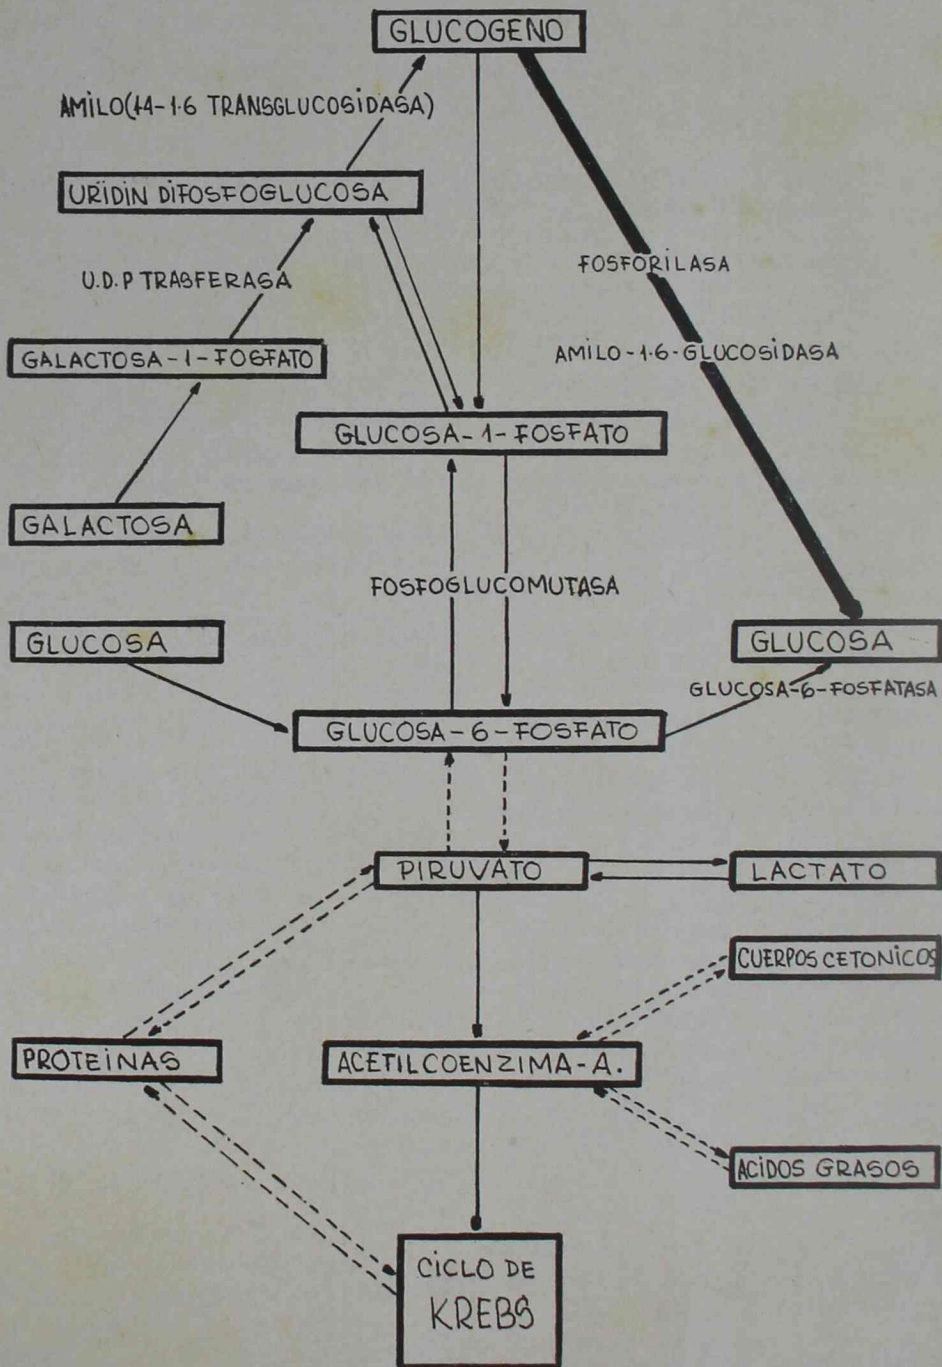 GLUCOGENO
AMILO(14-1·6 TRANSGLUCOSIDASA)
URIDIN DIFOSFOGLUCOSA
FOSFORILASA
U.D.P TRASFERASA
GALACTOSA-1-FOSFATO
AMILO-1·6-GLUCOSIDASA
GLUCOSA-1-FOSFATO
GALACTOSA
FOSFOGLUCOMUTASA
GLUCOSA
GLUCOSA
GLUCOSA-6-FOSFATASA
GLUCOSA-6-FOSFATO
PIRUVATO
LACTATO
CUERPOS CETONICOS
PROTEINAS
ACETILCOENZIMA-A.
ACIDOS GRASOS
CICLO DE
KREBS